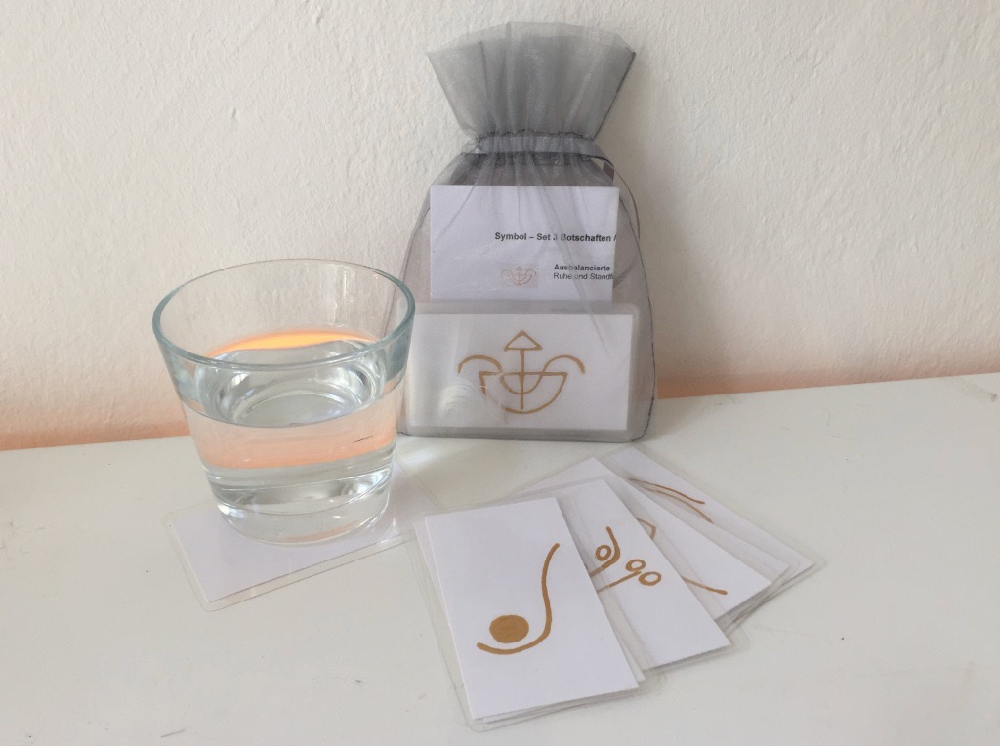 Symbol – Set 3 Botschaften
Ausbalancierte
Ruhe und Standf